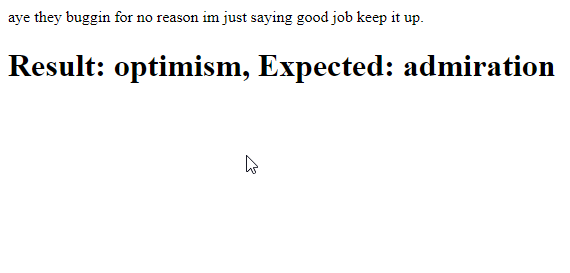 aye they buggin for no reason im just saying good job keep it up.
Result: optimism, Expected: admiration